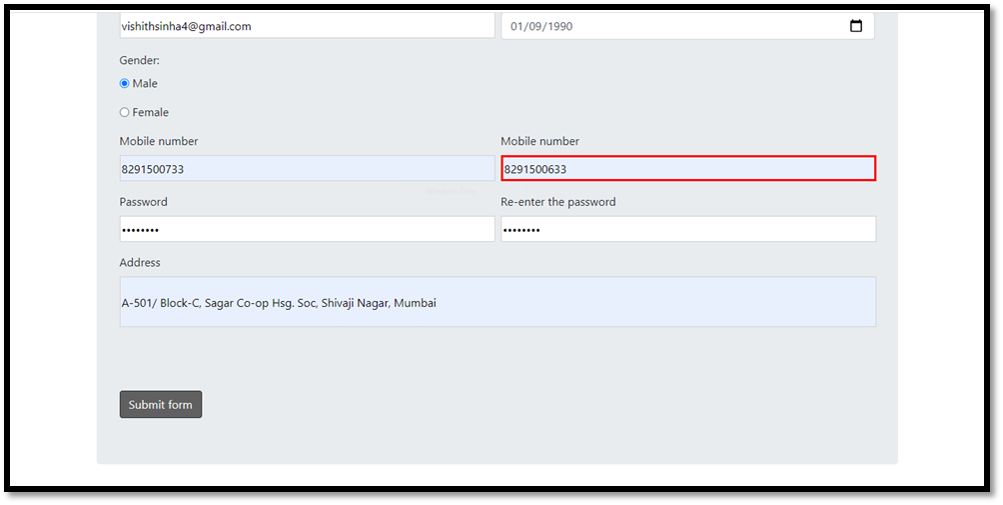 vishithsinha4@gmail.com 01/09/1990
Gender:
Male
Female
Mobile number Mobile number
8291500733 8291500633
Password Re-enter the password
•••••••• ••••••••
Address
A-501/ Block-C, Sagar Co-op Hsg. Soc, Shivaji Nagar, Mumbai
Submit form